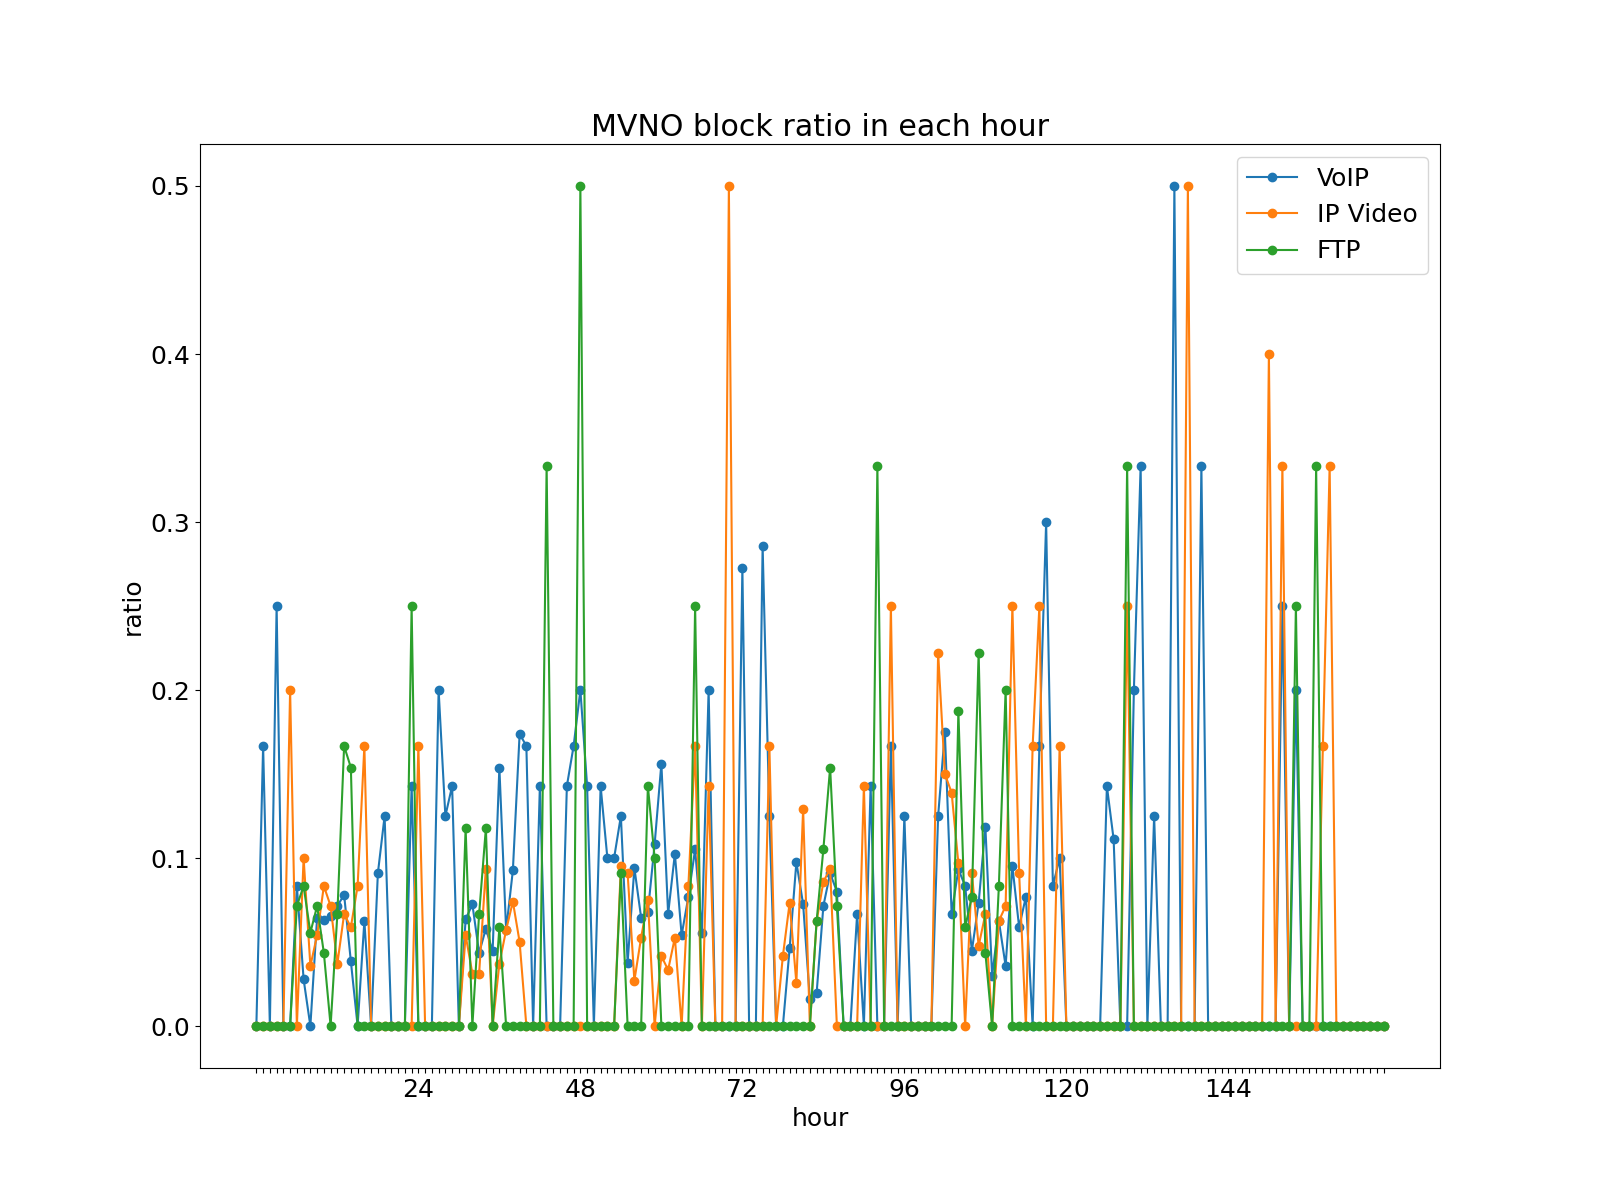 MVNO block ratio in each hour
VoIP
IP Video
FTP
0.5
0.4
0.3
0.2
0.1
0.0
ratio
24 48 72 96 120 144
hour